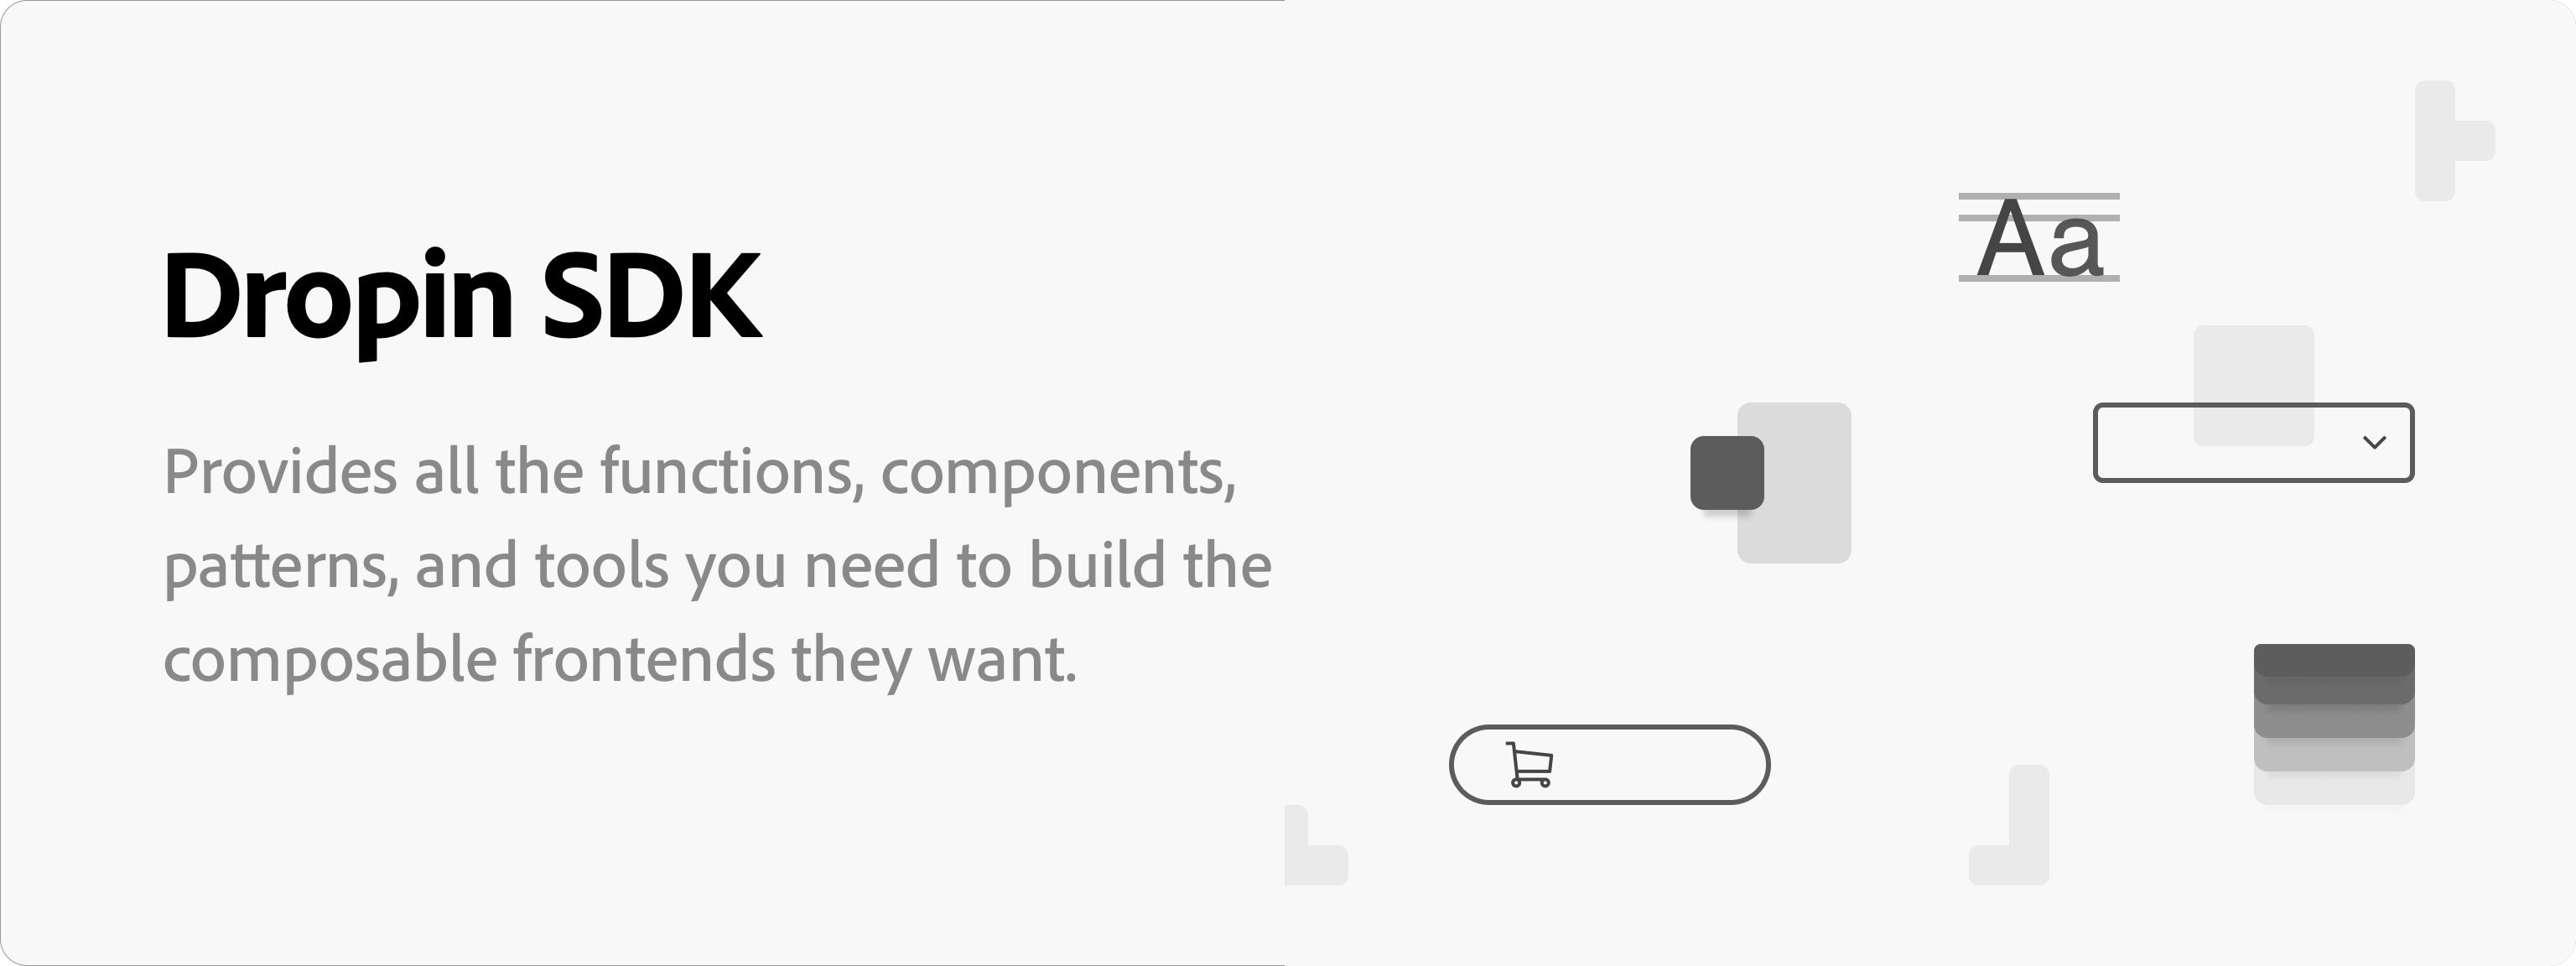 Dropin SDK
Provides all the functions, components,
patterns, and tools you need to build the
composable frontends they want.
Aa